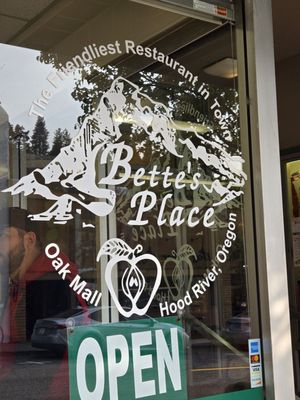 The Friendliest Restaurant in Town
Bette's
Place
Oak Mall
Hood River, Oregon
OPEN